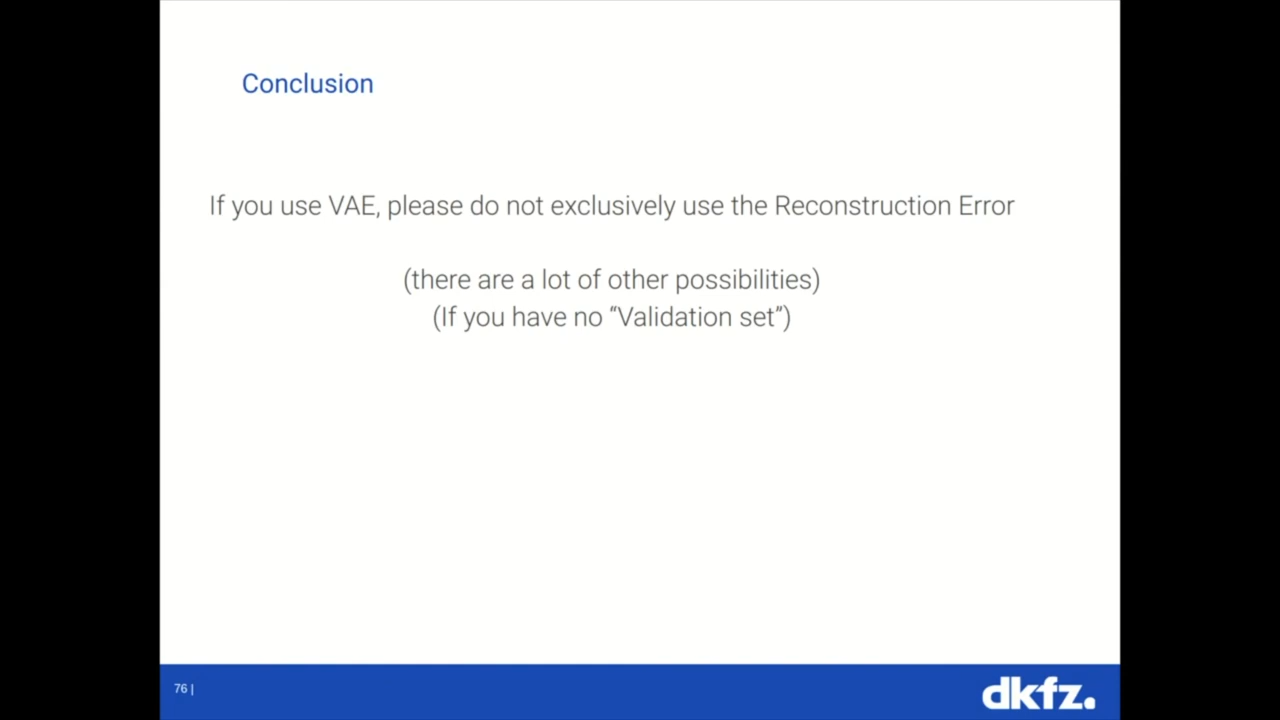 Conclusion
If you use VAE, please do not exclusively use the Reconstruction Error
(there are a lot of other possibilities)
(If you have no “Validation set”)
76 |
dkfz.